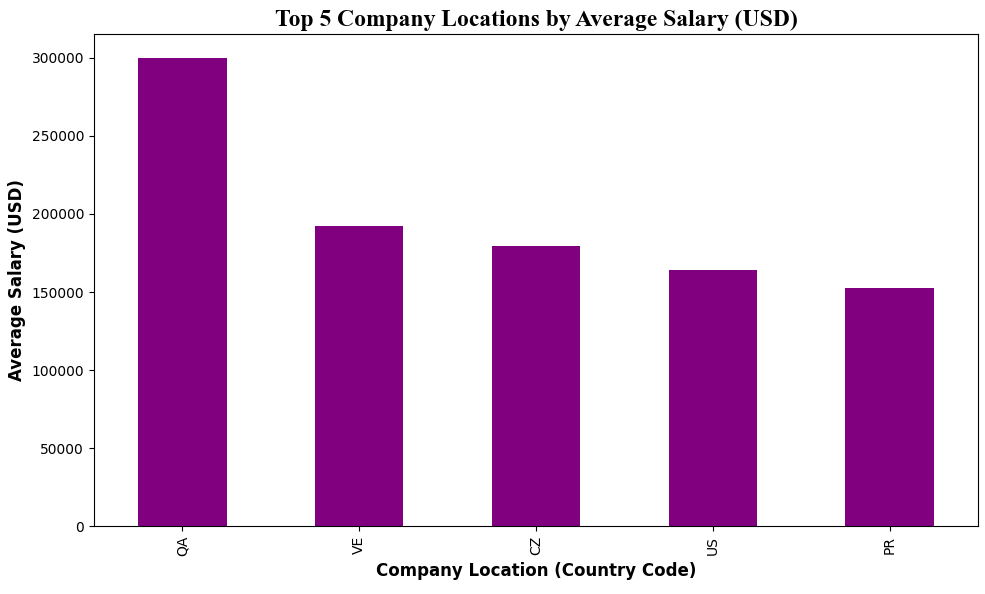 Top 5 Company Locations by Average Salary (USD)
300000
250000
200000
150000
100000
50000
0
Average Salary (USD)
QA
VE
CZ
US
PR
Company Location (Country Code)